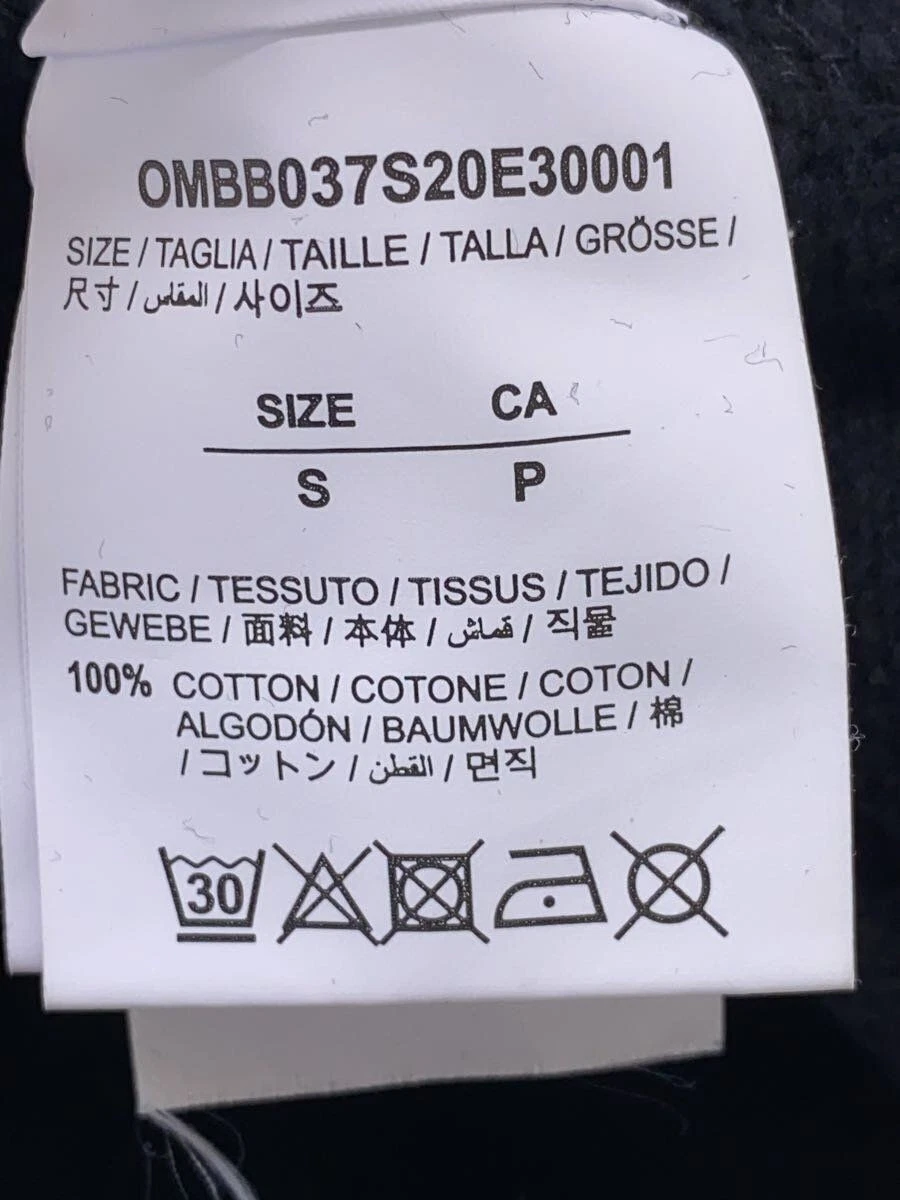 OMBB037S20E30001
SIZE / TAGLIA / TAILLE / TALLA / GRÖSSE /
尺寸 / المقاس / 사이즈
SIZE CA
S P
FABRIC / TESSUTO / TISSUS / TEJIDO /
GEWEBE / 面料 / 本体 / قماش / 직물
100% COTTON / COTONE / COTON /
ALGODÓN / BAUMWOLLE / 棉
/ コットン / القطن / 면직
30